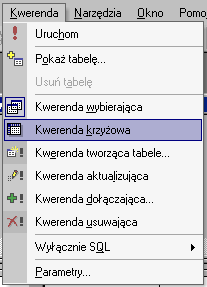 Kwerenda Narzędzia Okno Pomo
Uruchom
Pokaż tabelę...
Usuń tabelę
Kwerenda wybierająca
Kwerenda krzyżowa
Kwerenda tworząca tabele...
Kwerenda aktualizująca
Kwerenda dołączająca...
Kwerenda usuwająca
Wyłącznie SQL
Parametry...